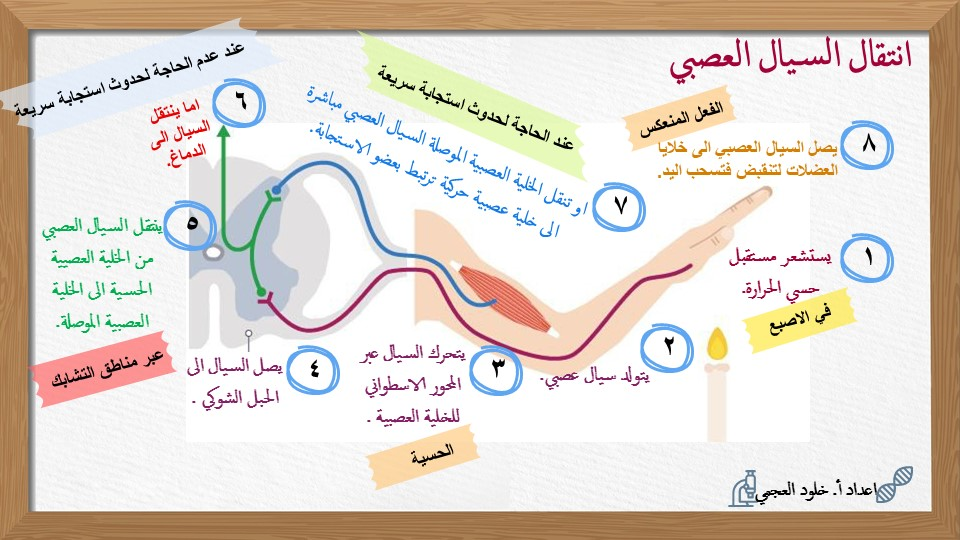 انتقال السيال العصبي
١
يستشعر مستقبل
حسي الحرارة.
في الاصبع
٢
يتولد سيال عصبي.
٣
يتحرك السيال عبر
المحور الاسطواني
للخلية العصبية .
الحسية
٤
يصل السيال الى
الحبل الشوكي .
٥
ينتقل السيال العصبي
من الخلية العصبية
الحسية الى الخلية
العصبية الموصلة.
عبر مناطق التشابك
عند عدم الحاجة لحدوث استجابة سريعة
٦
اما ينتقل
السيال الى
الدماغ.
عند الحاجة لحدوث استجابة سريعة
٧
او تنقل الخلية العصبية الموصلة السيال العصبي مباشرة
الى خلية عصبية حركية ترتبط بعضو الاستجابة.
الفعل المنعكس
٨
يصل السيال العصبي الى خلايا
العضلات لتنقبض فتسحب اليد.
اعداد أ. خلود العجمي